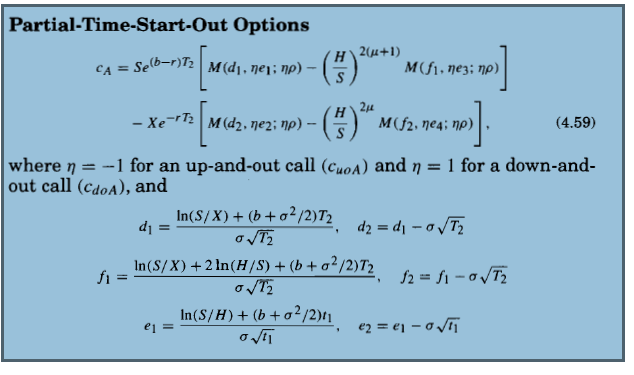 Partial-Time-Start-Out Options
c_A = Se^{(b−r)T_2} [ M(d_1, ηe_1; ηρ) − (H/S)^{2(μ+1)} M(f_1, ηe_3; ηρ) ]
− Xe^{−rT_2} [ M(d_2, ηe_2; ηρ) − (H/S)^{2μ} M(f_2, ηe_4; ηρ) ], (4.59)
where η = −1 for an up-and-out call (c_{uoA}) and η = 1 for a down-and-
out call (c_{doA}), and
d_1 = (ln(S/X) + (b + σ^2/2)T_2) / (σ√T_2), d_2 = d_1 − σ√T_2
f_1 = (ln(S/X) + 2 ln(H/S) + (b + σ^2/2)T_2) / (σ√T_2), f_2 = f_1 − σ√T_2
e_1 = (ln(S/H) + (b + σ^2/2)t_1) / (σ√t_1), e_2 = e_1 − σ√t_1